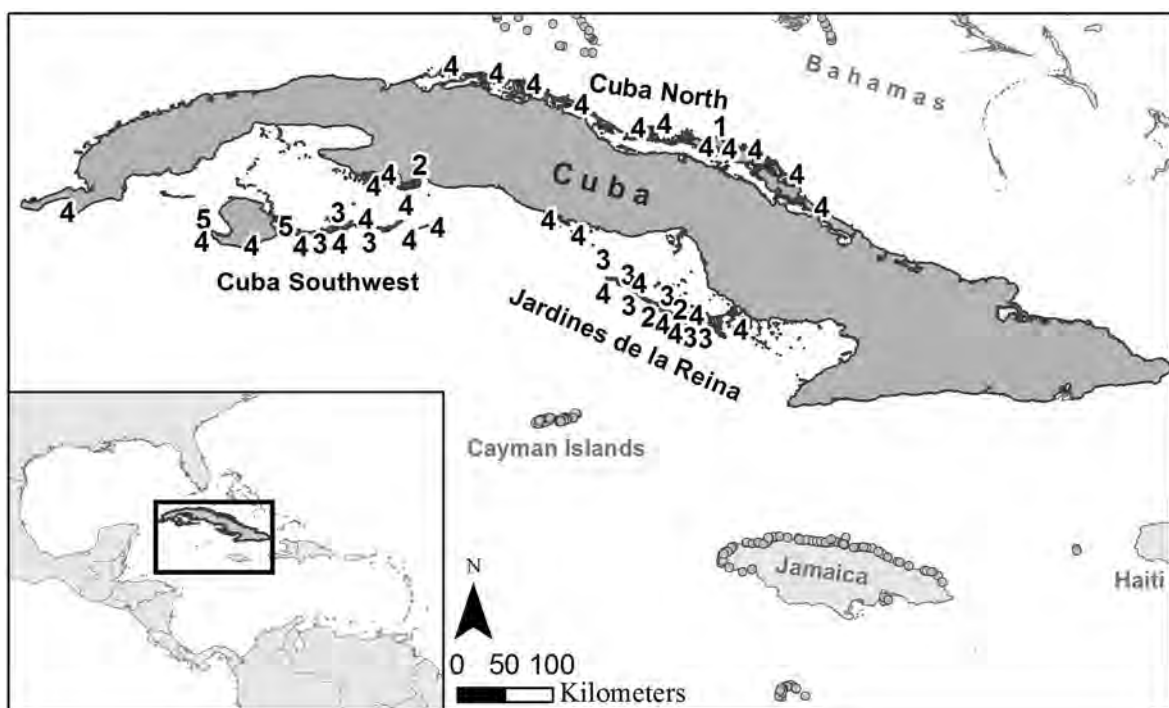 4 4 4
Cuba North
Bahamas
4
4 4 1
4 4 4
4
4
Cuba
4 4 2
4
4
4
5 5 3 4 4
4 4 4 3 4 3 4
Cuba Southwest
4 4
3
3 4 3
4 3 2 4
2 4 4 3 3 4
Jardines de la Reina
Cayman Islands
Jamaica
Haiti
N
0 50 100
Kilometers